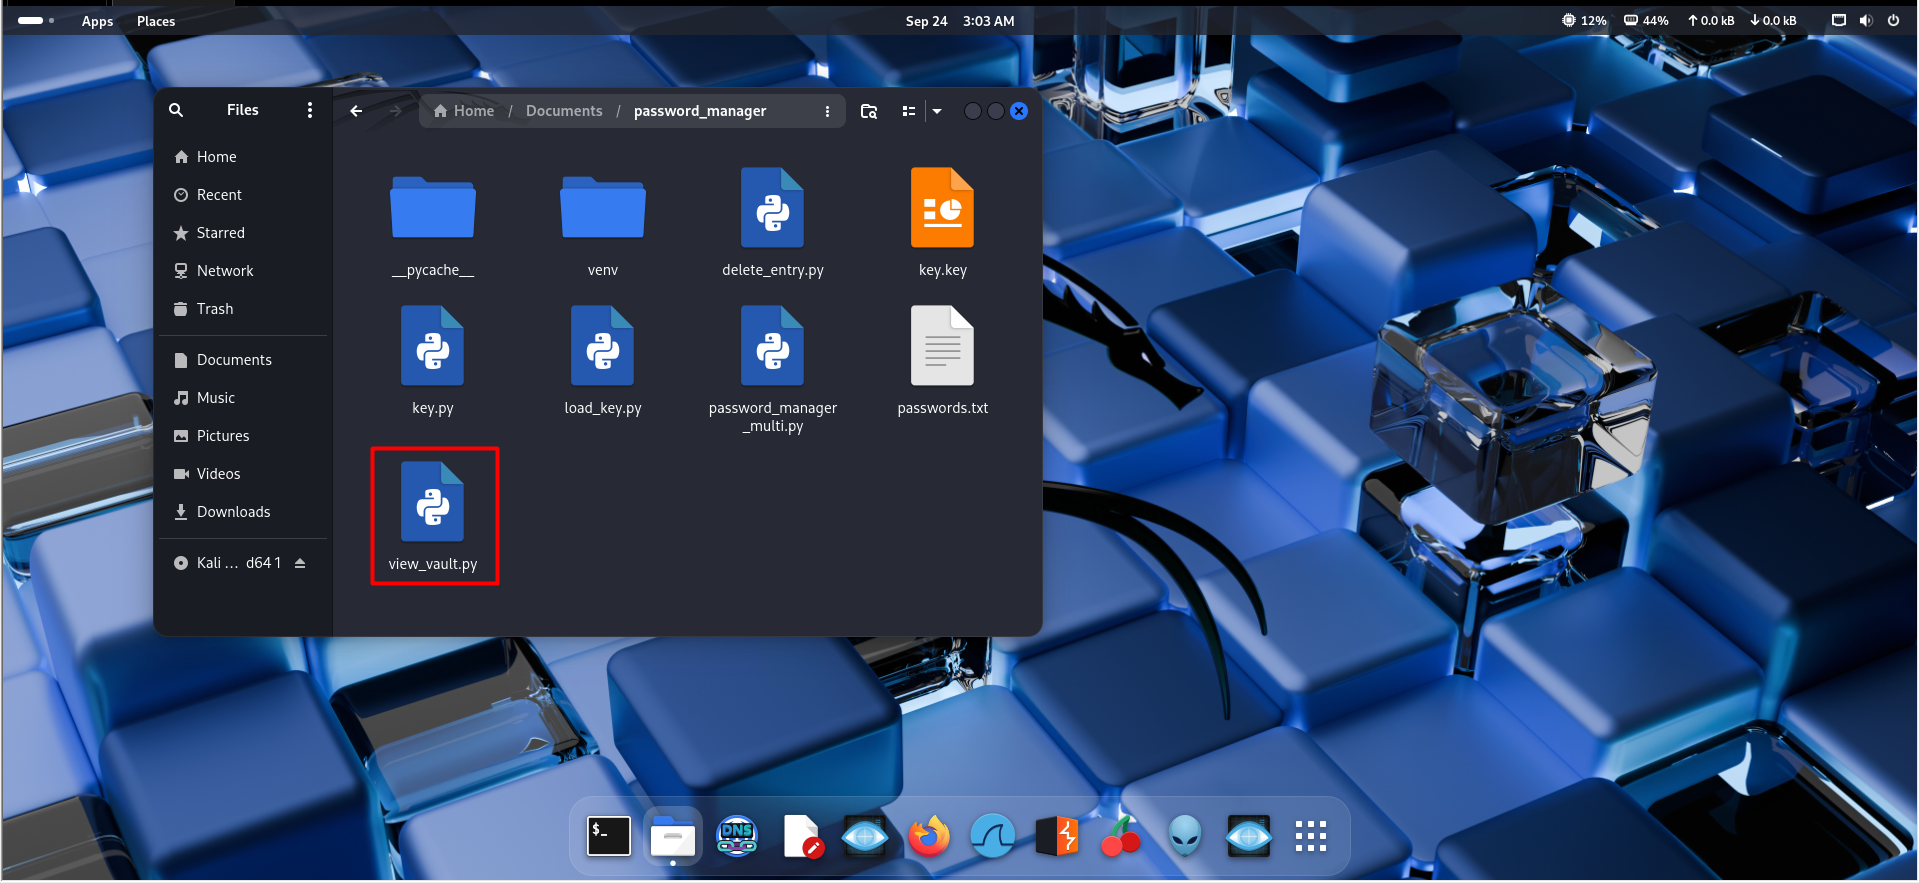 Apps Places Sep 24 3:03 AM 12% 44% 0.0 kB 0.0 kB
Files Home / Documents / password_manager
Home
Recent
Starred
Network
Trash
Documents
Music
Pictures
Videos
Downloads
Kali ... d64 1
__pycache__ venv delete_entry.py key.key
key.py load_key.py password_manager
_multi.py passwords.txt
view_vault.py
$_
DNS